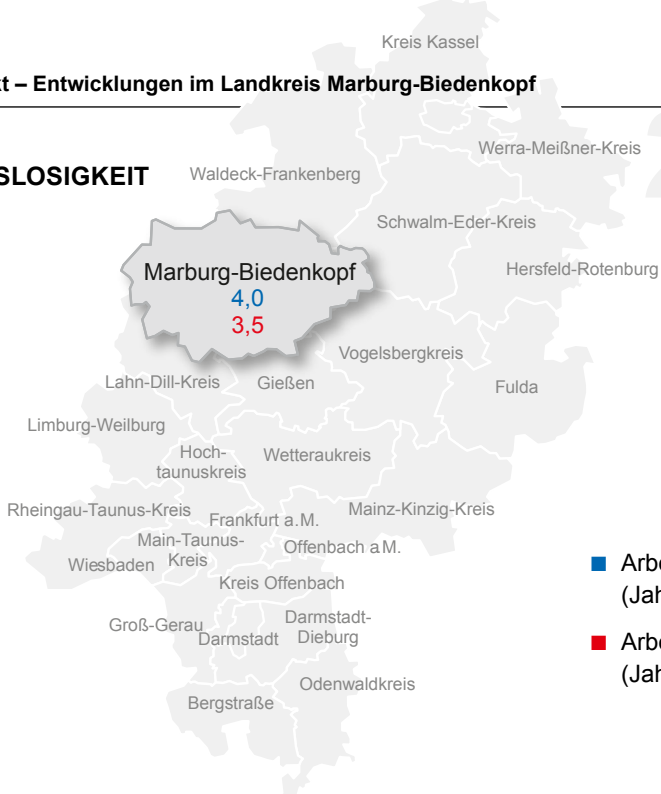 Kreis Kassel
kt – Entwicklungen im Landkreis Marburg-Biedenkopf
Werra-Meißner-Kreis
SLOSIGKEIT
Waldeck-Frankenberg
Schwalm-Eder-Kreis
Marburg-Biedenkopf
4,0
3,5
Hersfeld-Rotenburg
Vogelsbergkreis
Lahn-Dill-Kreis
Gießen
Fulda
Limburg-Weilburg
Hoch-
taunuskreis
Wetteraukreis
Rheingau-Taunus-Kreis
Frankfurt a.M.
Mainz-Kinzig-Kreis
Main-Taunus-
Kreis
Offenbach aM.
Wiesbaden
Kreis Offenbach
Arbe
(Jah
Groß-Gerau
Darmstadt
Darmstadt-
Dieburg
Arbe
(Jah
Odenwaldkreis
Bergstraße